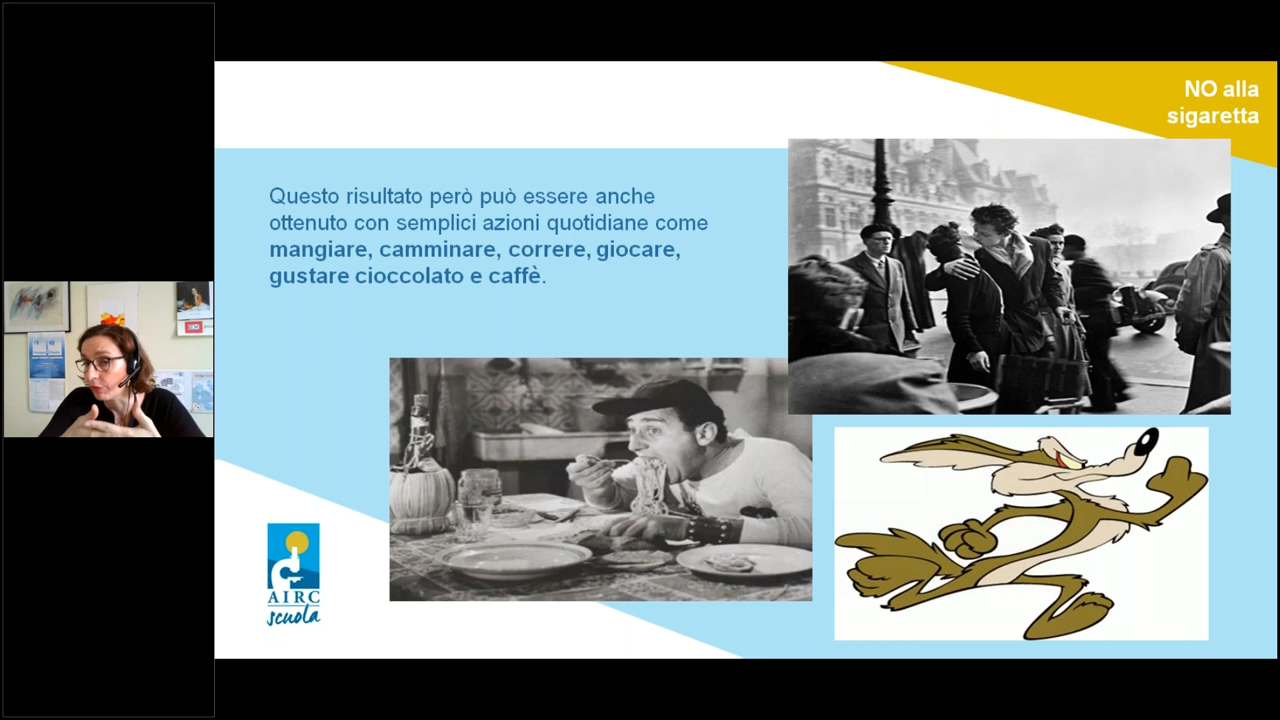 NO alla
sigaretta
Questo risultato però può essere anche
ottenuto con semplici azioni quotidiane come
mangiare, camminare, correre, giocare,
gustare cioccolato e caffè.
AIRC
scuola